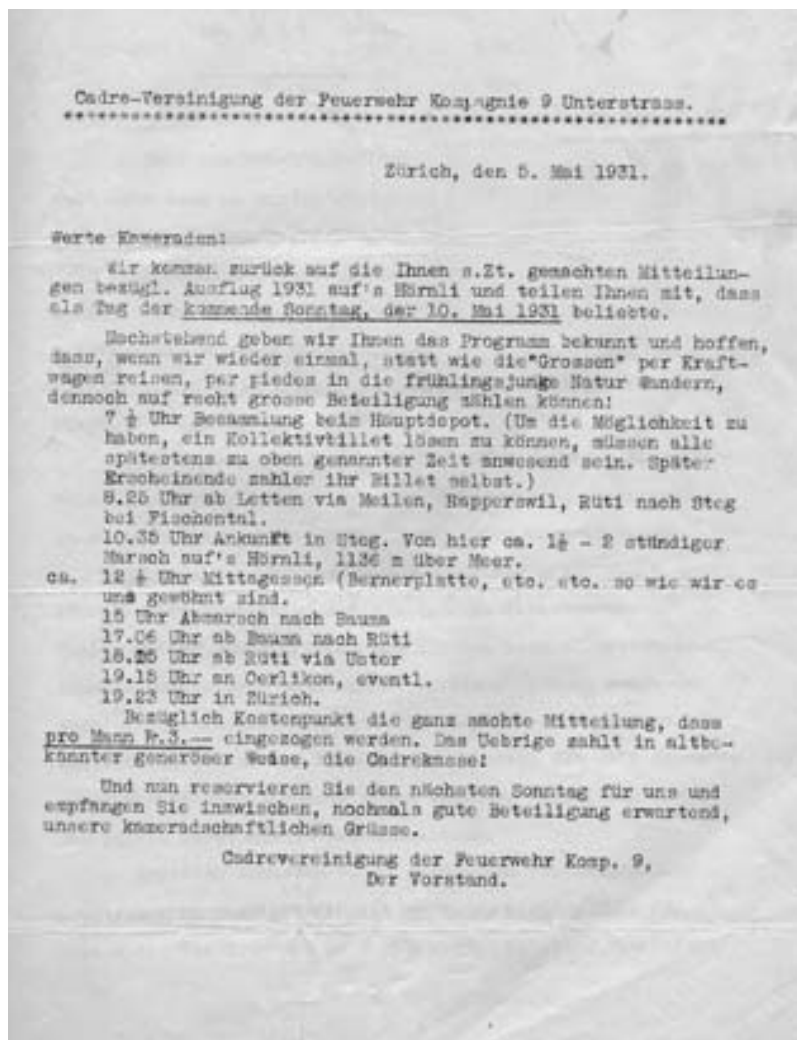 Cadre-Vereinigung der Feuerwehr Kompagnie 9 Unterstrass.
Zürich, den 5. Mai 1931.
Werte Kameraden!
Wir kommen zurück auf die Ihnen s.Zt. gemachten Mitteilun-
gen bezügl. Ausflug 1931 auf's Hörnli und teilen Ihnen mit, dass
als Tag der kommende Sonntag, der 10. Mai 1931 beliebte.
Nachstehend geben wir Ihnen das Programm bekannt und hoffen,
dass, wenn wir wieder einmal, statt wie die "Grossen" per Kraft-
wagen reisen, per piedes in die frühlingsjunge Natur wandern,
dennoch auf recht grosse Beteiligung zählen können!
7 ½ Uhr Besammlung beim Hauptdepot. (Um die Möglichkeit zu
haben, ein Kollektivbillet lösen zu können, müssen alle
spätestens zu oben genannter Zeit anwesend sein. Später
Erscheinende zahlen ihr Billet selbst.)
8.25 Uhr ab Letten via Meilen, Rapperswil, Rüti nach Steg
bei Fischental.
10.35 Uhr Ankunft in Steg. Von hier ca. 1½ - 2 stündiger
Marsch auf's Hörnli, 1136 m über Meer.
ca. 12 ½ Uhr Mittagessen (Bernerplatte, etc. etc. so wie wir es
uns gewöhnt sind.
15 Uhr Abmarsch nach Bauma
17.06 Uhr ab Bauma nach Rüti
18.25 Uhr ab Rüti via Uster
19.15 Uhr an Oerlikon, eventl.
19.23 Uhr in Zürich.
Bezüglich Kostenpunkt die ganz sachte Mitteilung, dass
pro Mann Fr.3.-- eingezogen werden. Das Uebrige zahlt in altbe-
kannter generöser Weise, die Cadrekasse!
Und nun reservieren Sie den nächsten Sonntag für uns und
empfangen Sie inzwischen, nochmals gute Beteiligung erwartend,
unsere kameradschaftlichen Grüsse.
Cadrevereinigung der Feuerwehr Komp. 9,
Der Vorstand.